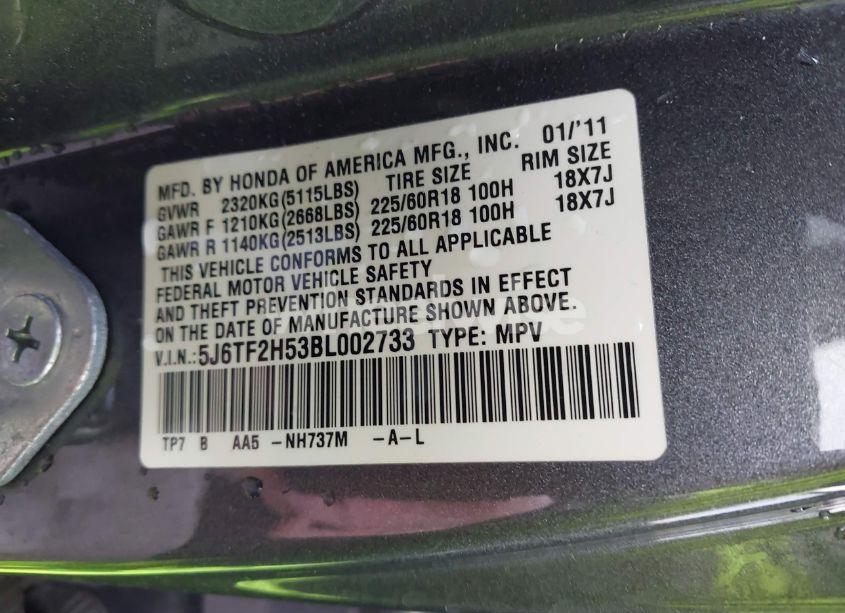 MFD. BY HONDA OF AMERICA MFG., INC. 01/'11
GVWR 2320KG(5115LBS) TIRE SIZE RIM SIZE
GAWR F 1210KG(2668LBS) 225/60R18 100H 18X7J
GAWR R 1140KG(2513LBS) 225/60R18 100H 18X7J
THIS VEHICLE CONFORMS TO ALL APPLICABLE
FEDERAL MOTOR VEHICLE SAFETY
AND THEFT PREVENTION STANDARDS IN EFFECT
ON THE DATE OF MANUFACTURE SHOWN ABOVE.
V.I.N.:5J6TF2H53BL002733 TYPE: MPV
TP7 B AA5 -NH737M -A-L